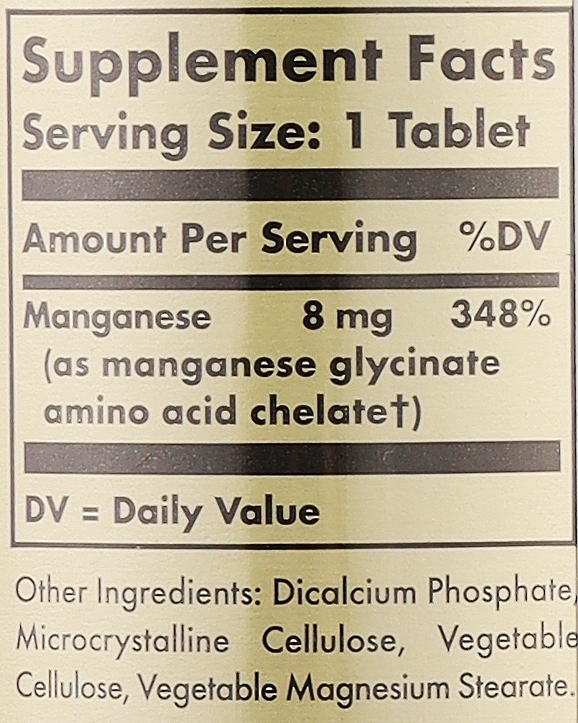 Supplement Facts
Serving Size: 1 Tablet
Amount Per Serving %DV
Manganese 8 mg 348%
(as manganese glycinate
amino acid chelate†)
DV = Daily Value
Other Ingredients: Dicalcium Phosphate,
Microcrystalline Cellulose, Vegetable
Cellulose, Vegetable Magnesium Stearate.